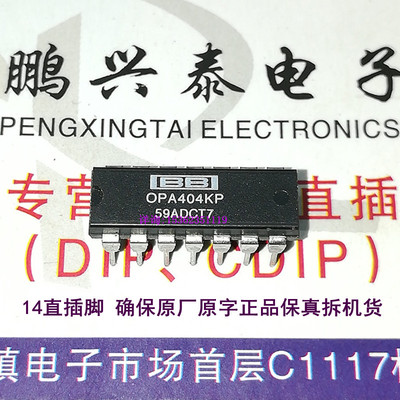 鹏兴泰电子
PENGXINGTAI ELECTRONICS
专营 直插
BB
OPA404KP
59ADCT7
(DIP、CDIP)
14直插脚 确保原厂原字正品保真拆机货
镇电子市场首层C1117